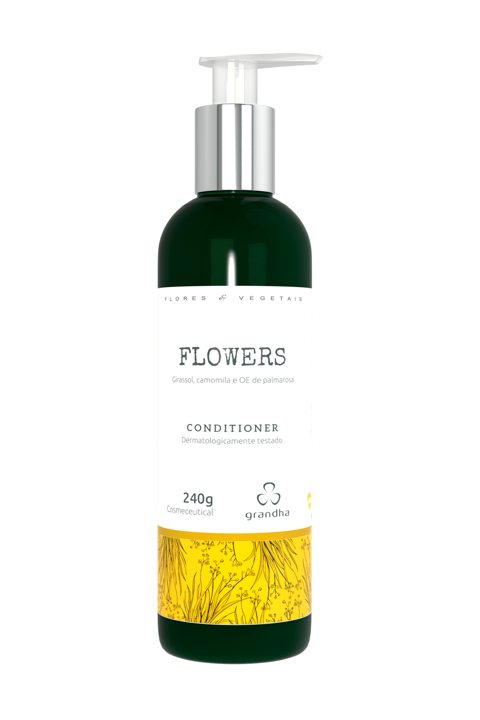 FLORES & VEGETAIS
FLOWERS
Girassol, camomila e OE de palmarosa
CONDITIONER
Dermatologicamente testado
240g
Cosmeceutical
grandha